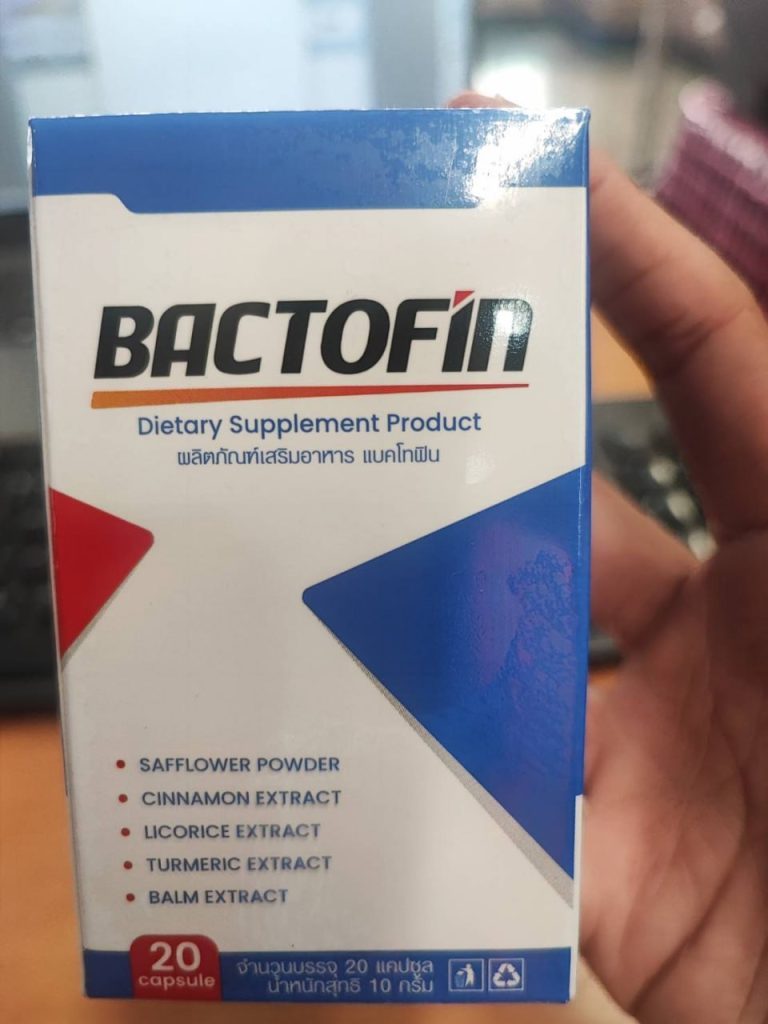 BACTOFIN
Dietary Supplement Product
ผลิตภัณฑ์เสริมอาหาร แบคโทฟิน
SAFFLOWER POWDER
CINNAMON EXTRACT
LICORICE EXTRACT
TURMERIC EXTRACT
BALM EXTRACT
20
capsule
จำนวนบรรจุ 20 แคปซูล
น้ำหนักสุทธิ 10 กรัม